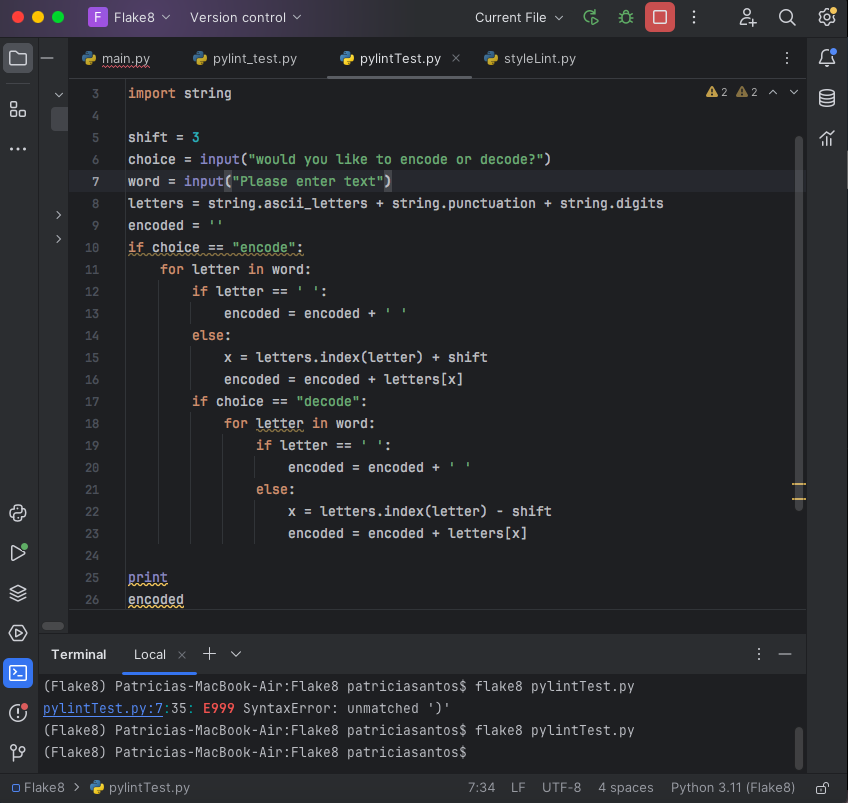 F Flake8 Version control Current File
main.py pylint_test.py pylintTest.py styleLint.py
3 import string 2 2
4
5 shift = 3
6 choice = input("would you like to encode or decode?")
7 word = input("Please enter text")
8 letters = string.ascii_letters + string.punctuation + string.digits
9 encoded = ''
10 if choice == "encode":
11 for letter in word:
12 if letter == ' ':
13 encoded = encoded + ' '
14 else:
15 x = letters.index(letter) + shift
16 encoded = encoded + letters[x]
17 if choice == "decode":
18 for letter in word:
19 if letter == ' ':
20 encoded = encoded + ' '
21 else:
22 x = letters.index(letter) - shift
23 encoded = encoded + letters[x]
24
25 print
26 encoded
Terminal Local
(Flake8) Patricias-MacBook-Air:Flake8 patriciasantos$ flake8 pylintTest.py
pylintTest.py:7:35: E999 SyntaxError: unmatched ')'
(Flake8) Patricias-MacBook-Air:Flake8 patriciasantos$ flake8 pylintTest.py
(Flake8) Patricias-MacBook-Air:Flake8 patriciasantos$
Flake8 > pylintTest.py 7:34 LF UTF-8 4 spaces Python 3.11 (Flake8)